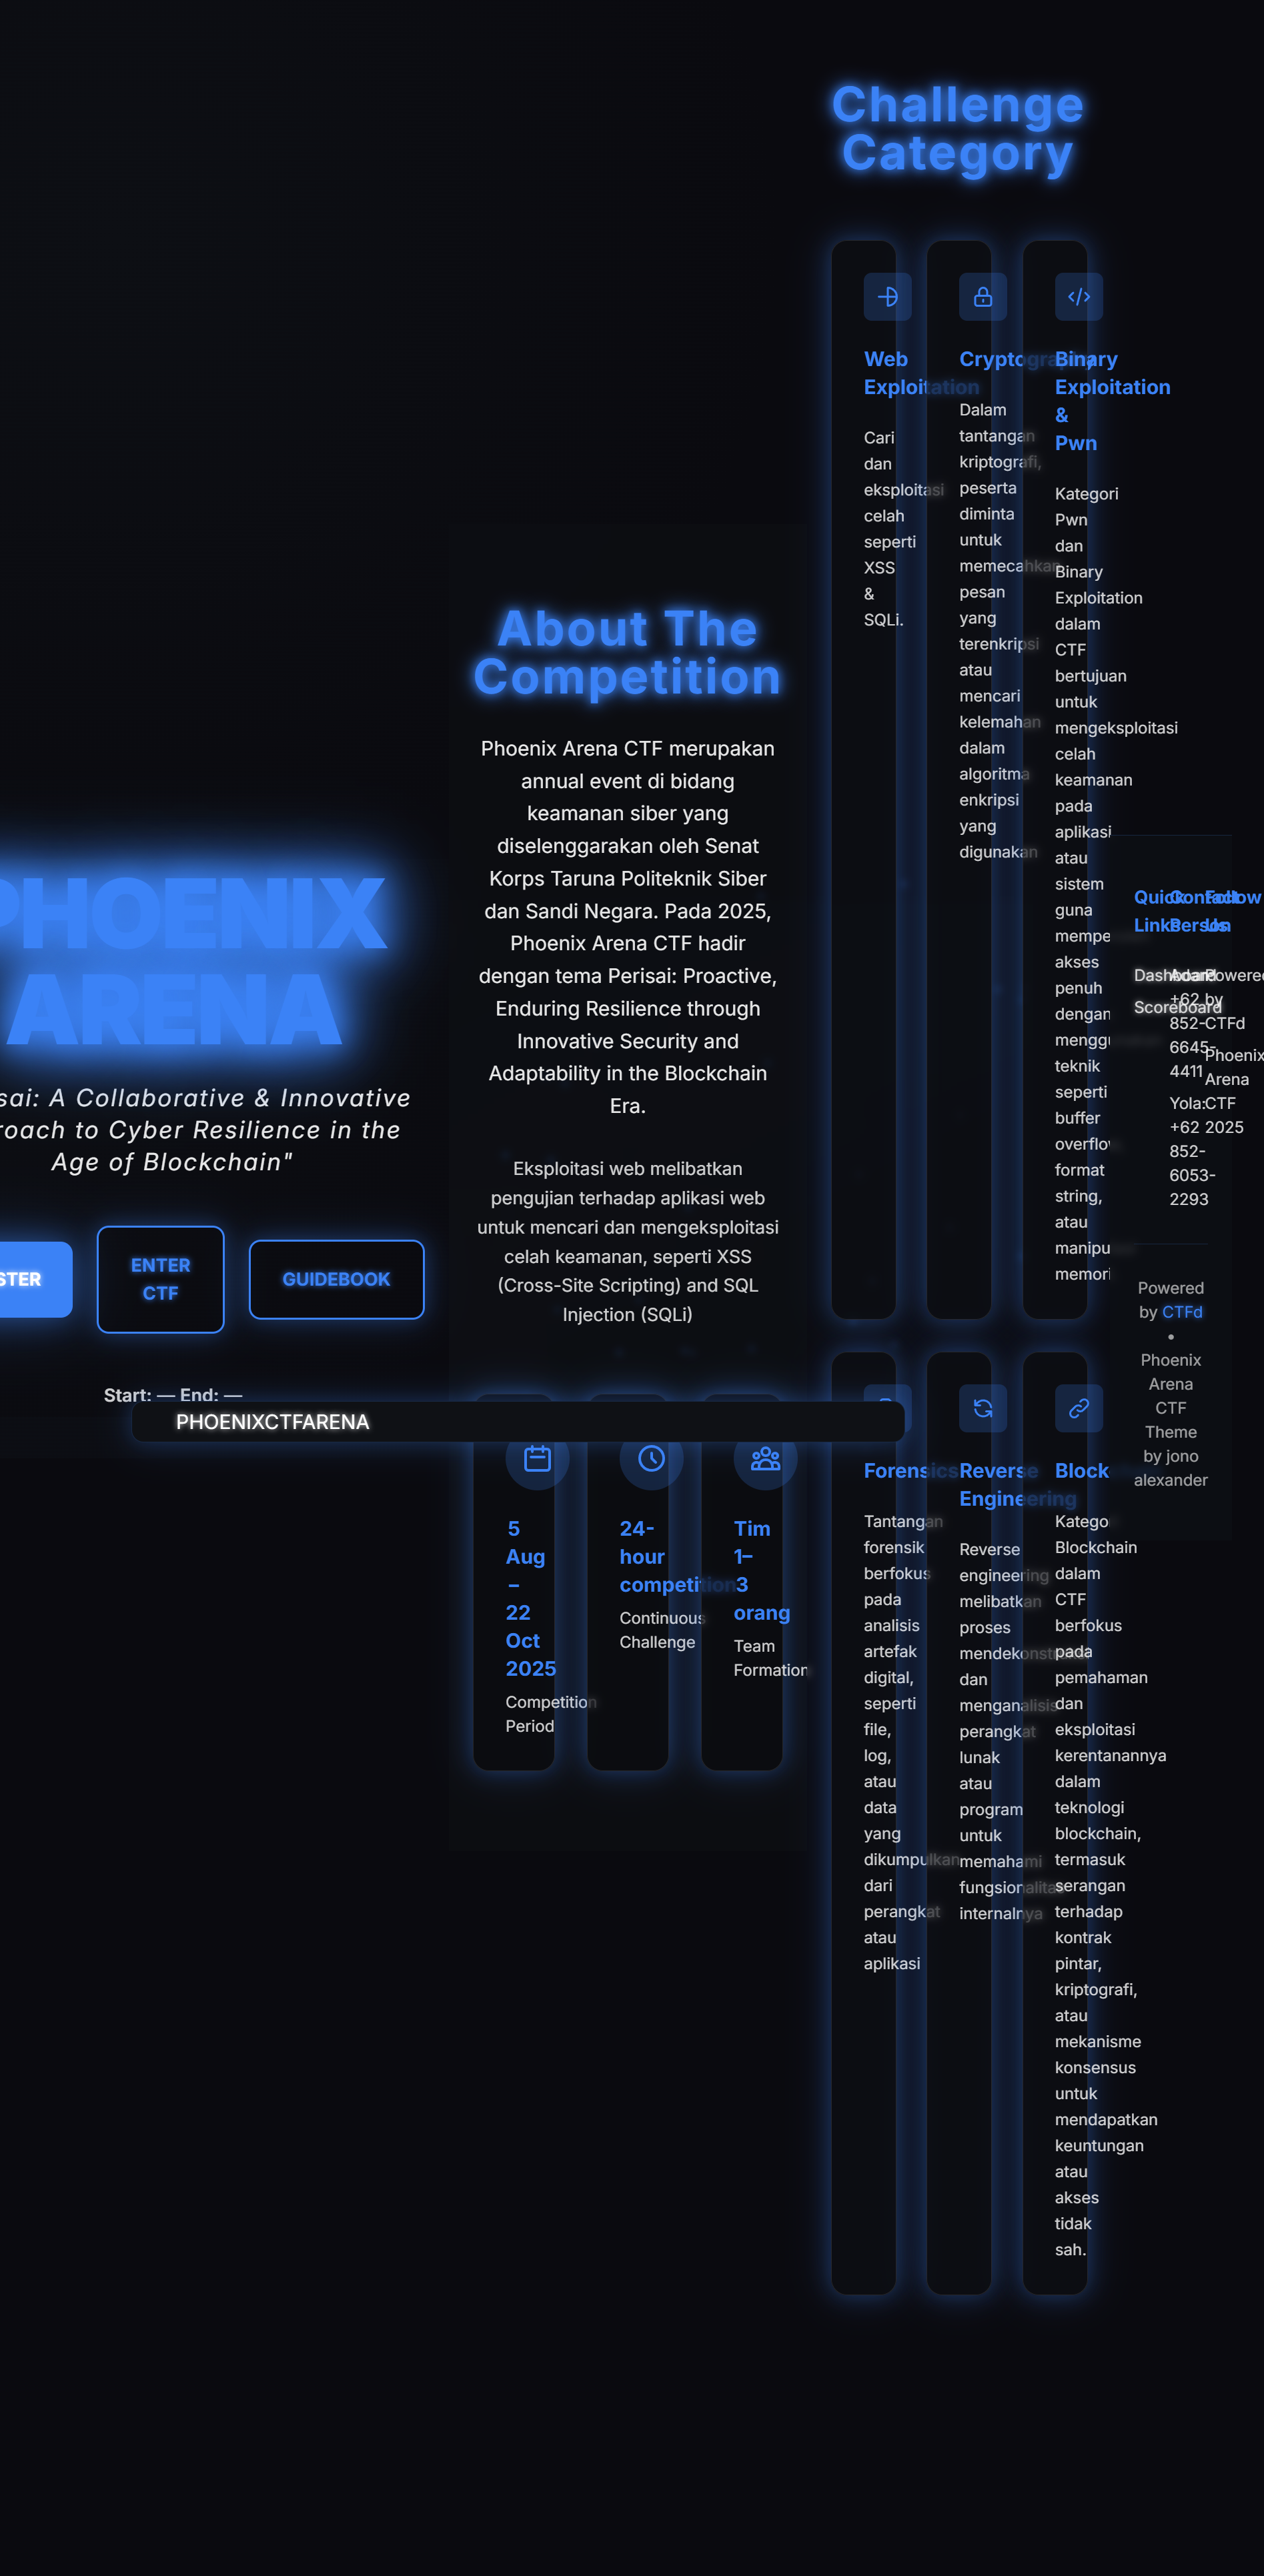 PHOENIX
ARENA
sai: A Collaborative & Innovative
roach to Cyber Resilience in the
Age of Blockchain"
STER
ENTER
CTF
GUIDEBOOK
Start: — End: —
PHOENIXCTFARENA
About The
Competition
Phoenix Arena CTF merupakan
annual event di bidang
keamanan siber yang
diselenggarakan oleh Senat
Korps Taruna Politeknik Siber
dan Sandi Negara. Pada 2025,
Phoenix Arena CTF hadir
dengan tema Perisai: Proactive,
Enduring Resilience through
Innovative Security and
Adaptability in the Blockchain
Era.
Eksploitasi web melibatkan
pengujian terhadap aplikasi web
untuk mencari dan mengeksploitasi
celah keamanan, seperti XSS
(Cross-Site Scripting) and SQL
Injection (SQLi)
5
Aug
–
22
Oct
2025
Competition
Period
24-
hour
competition
Continuous
Challenge
Tim
1–
3
orang
Team
Formation
Challenge
Category
Web
Exploitation
Cari
dan
eksploitasi
celah
seperti
XSS
&
SQLi.
Cryptography
Dalam
tantangan
kriptografi,
peserta
diminta
untuk
memecahkan
pesan
yang
terenkripsi
atau
mencari
kelemahan
dalam
algoritma
enkripsi
yang
digunakan
Binary
Exploitation
&
Pwn
Kategori
Pwn
dan
Binary
Exploitation
dalam
CTF
bertujuan
untuk
mengeksploitasi
celah
keamanan
pada
aplikasi
atau
sistem
guna
mempe
akses
penuh
dengan
menggu
teknik
seperti
buffer
overflow,
format
string,
atau
manipu
memori
Forensics
Tantangan
forensik
berfokus
pada
analisis
artefak
digital,
seperti
file,
log,
atau
data
yang
dikumpulkan
dari
perangkat
atau
aplikasi
Reverse
Engineering
Reverse
engineering
melibatkan
proses
mendekonstruksi
dan
menganalisis
perangkat
lunak
atau
program
untuk
memahami
fungsionalitas
internalnya
Block
Katego
Blockchain
dalam
CTF
berfokus
pada
pemahaman
dan
eksploitasi
kerentanannya
dalam
teknologi
blockchain,
termasuk
serangan
terhadap
kontrak
pintar,
kriptografi,
atau
mekanisme
konsensus
untuk
mendapatkan
keuntungan
atau
akses
tidak
sah.
Quick
Links
Dashboard
Scoreboard
Contact
Person
+62
852-
6645-
4411
Yola:
+62
852-
6053-
2293
Follow
Us
Powered
by
CTFd
Phoenix
Arena
CTF
2025
Powered
by CTFd
•
Phoenix
Arena
CTF
Theme
by jono
alexander